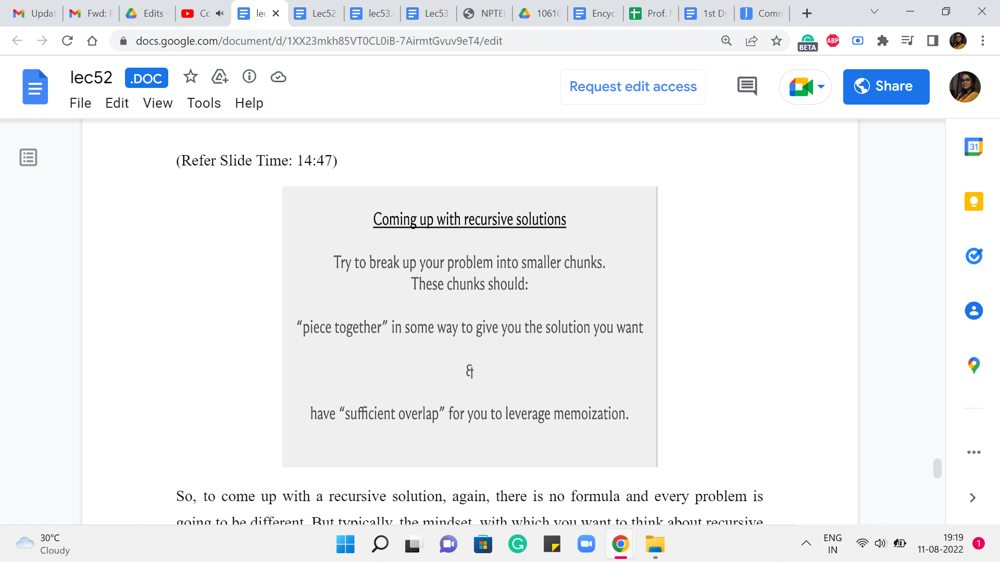 Updat
Fwd: F
Edits -
Cc
lec
Lec52
lec53.
Lec53
NPTEL
10610
Encyc
Prof. N
1st Dr
Comm
docs.google.com/document/d/1XX23mkh85VT0CL0iB-7AirmtGvuv9eT4/edit
BETA
ABP
lec52
.DOC
File Edit View Tools Help
Request edit access
Share
31
(Refer Slide Time: 14:47)
Coming up with recursive solutions
Try to break up your problem into smaller chunks.
These chunks should:
“piece together” in some way to give you the solution you want
&
have “sufficient overlap” for you to leverage memoization.
So, to come up with a recursive solution, again, there is no formula and every problem is
going to be different. But typically, the mindset, with which you want to think about recursive
30°C
Cloudy
ENG
IN
19:19
11-08-2022
1